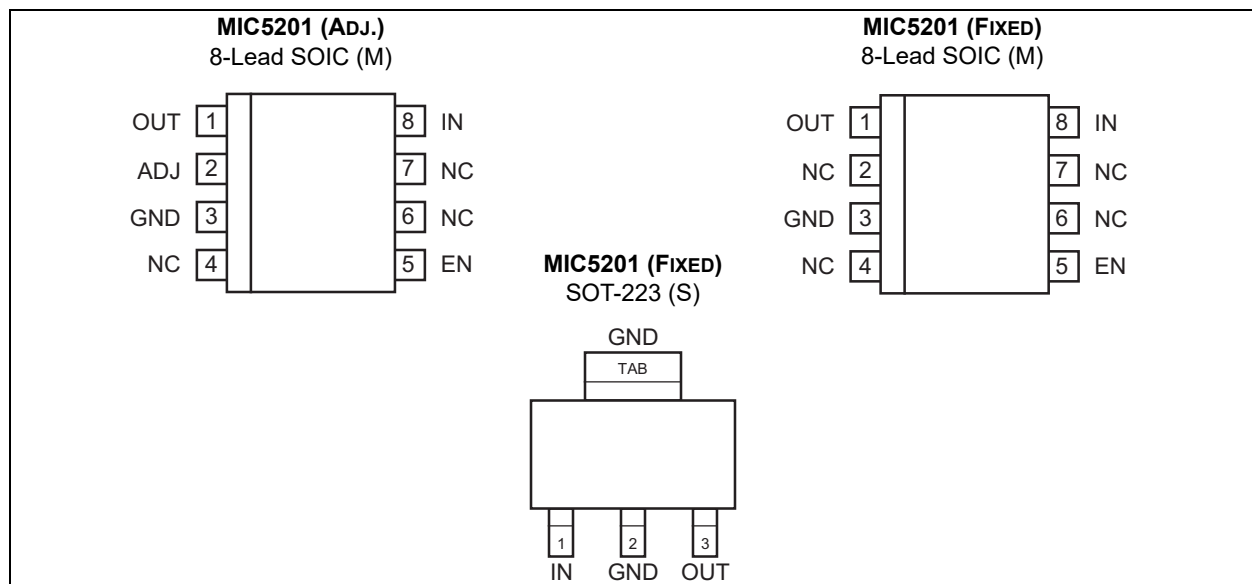 MIC5201 (ADJ.)
8-Lead SOIC (M)
OUT 1 8 IN
ADJ 2 7 NC
GND 3 6 NC
NC 4 5 EN
MIC5201 (FIXED)
8-Lead SOIC (M)
OUT 1 8 IN
NC 2 7 NC
GND 3 6 NC
NC 4 5 EN
MIC5201 (FIXED)
SOT-223 (S)
GND
TAB
1 2 3
IN GND OUT